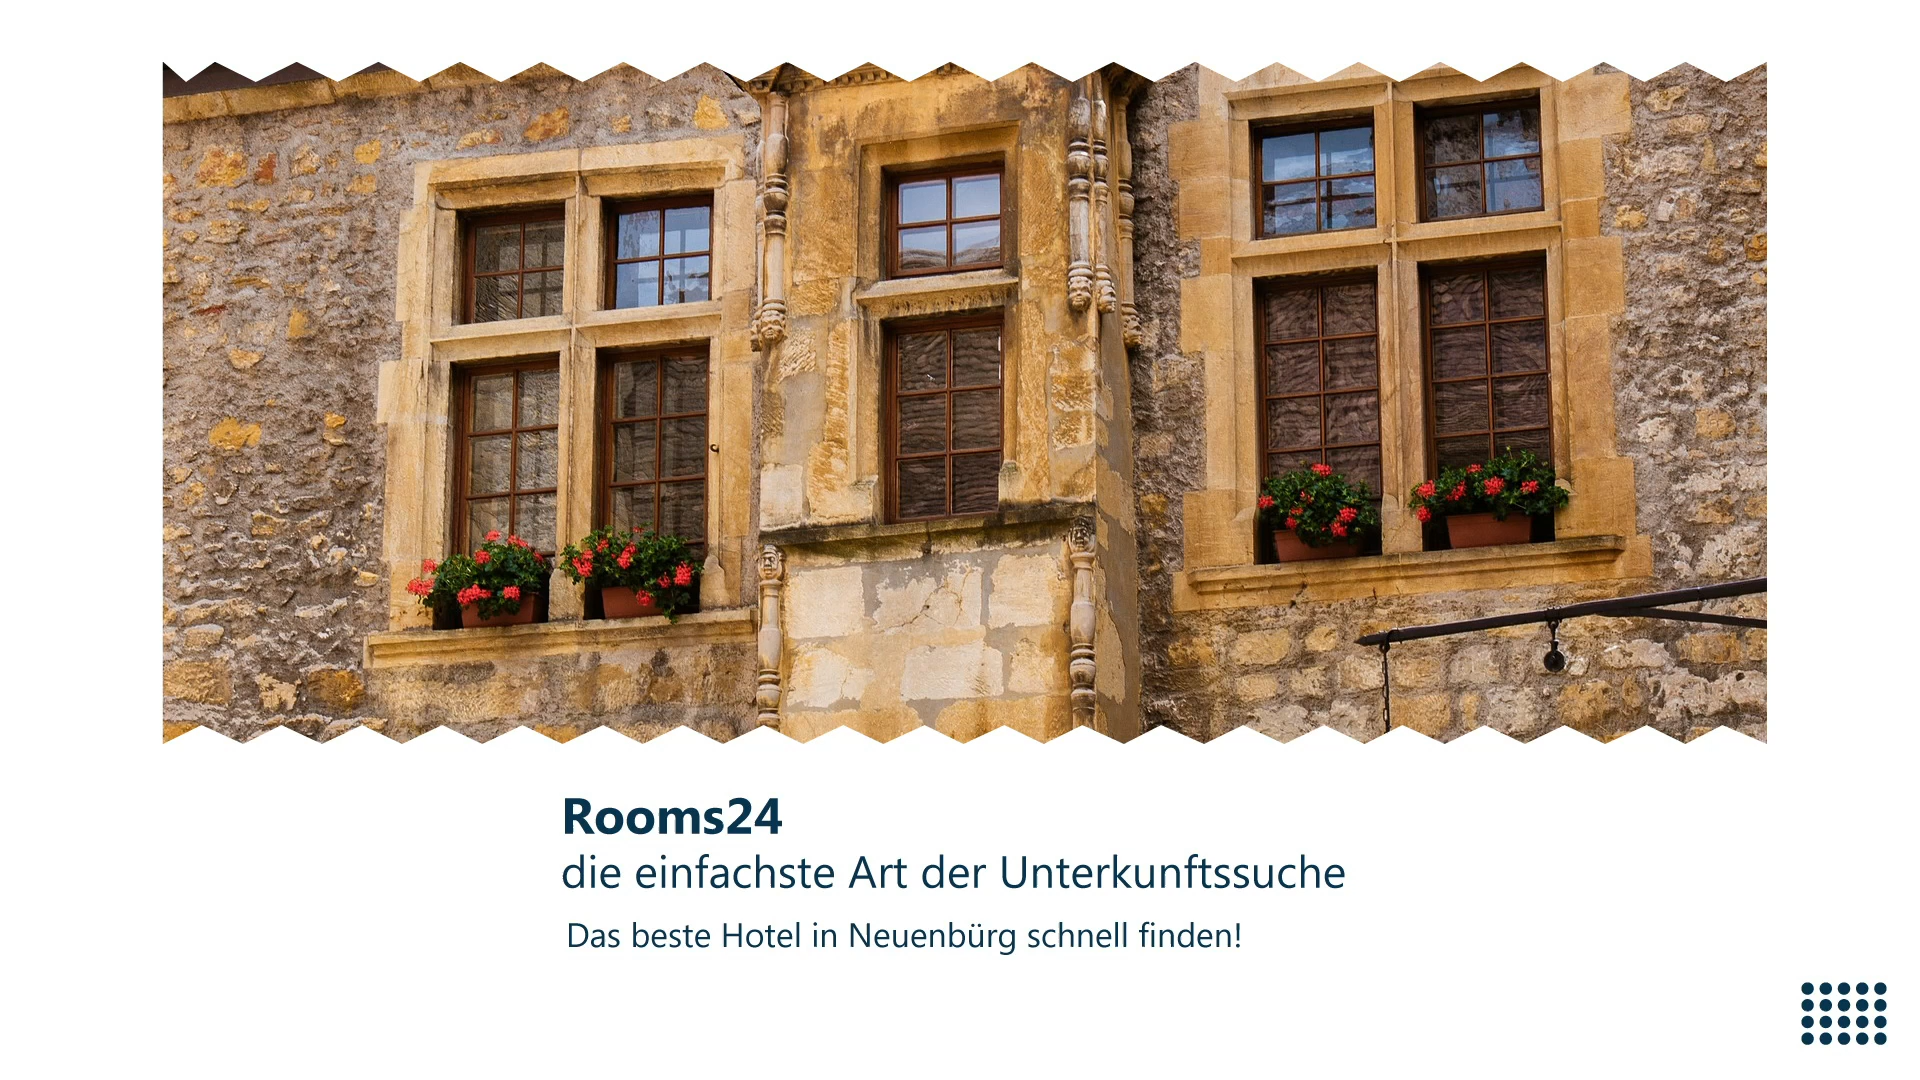 Rooms24
die einfachste Art der Unterkunftssuche
Das beste Hotel in Neuenbürg schnell finden!